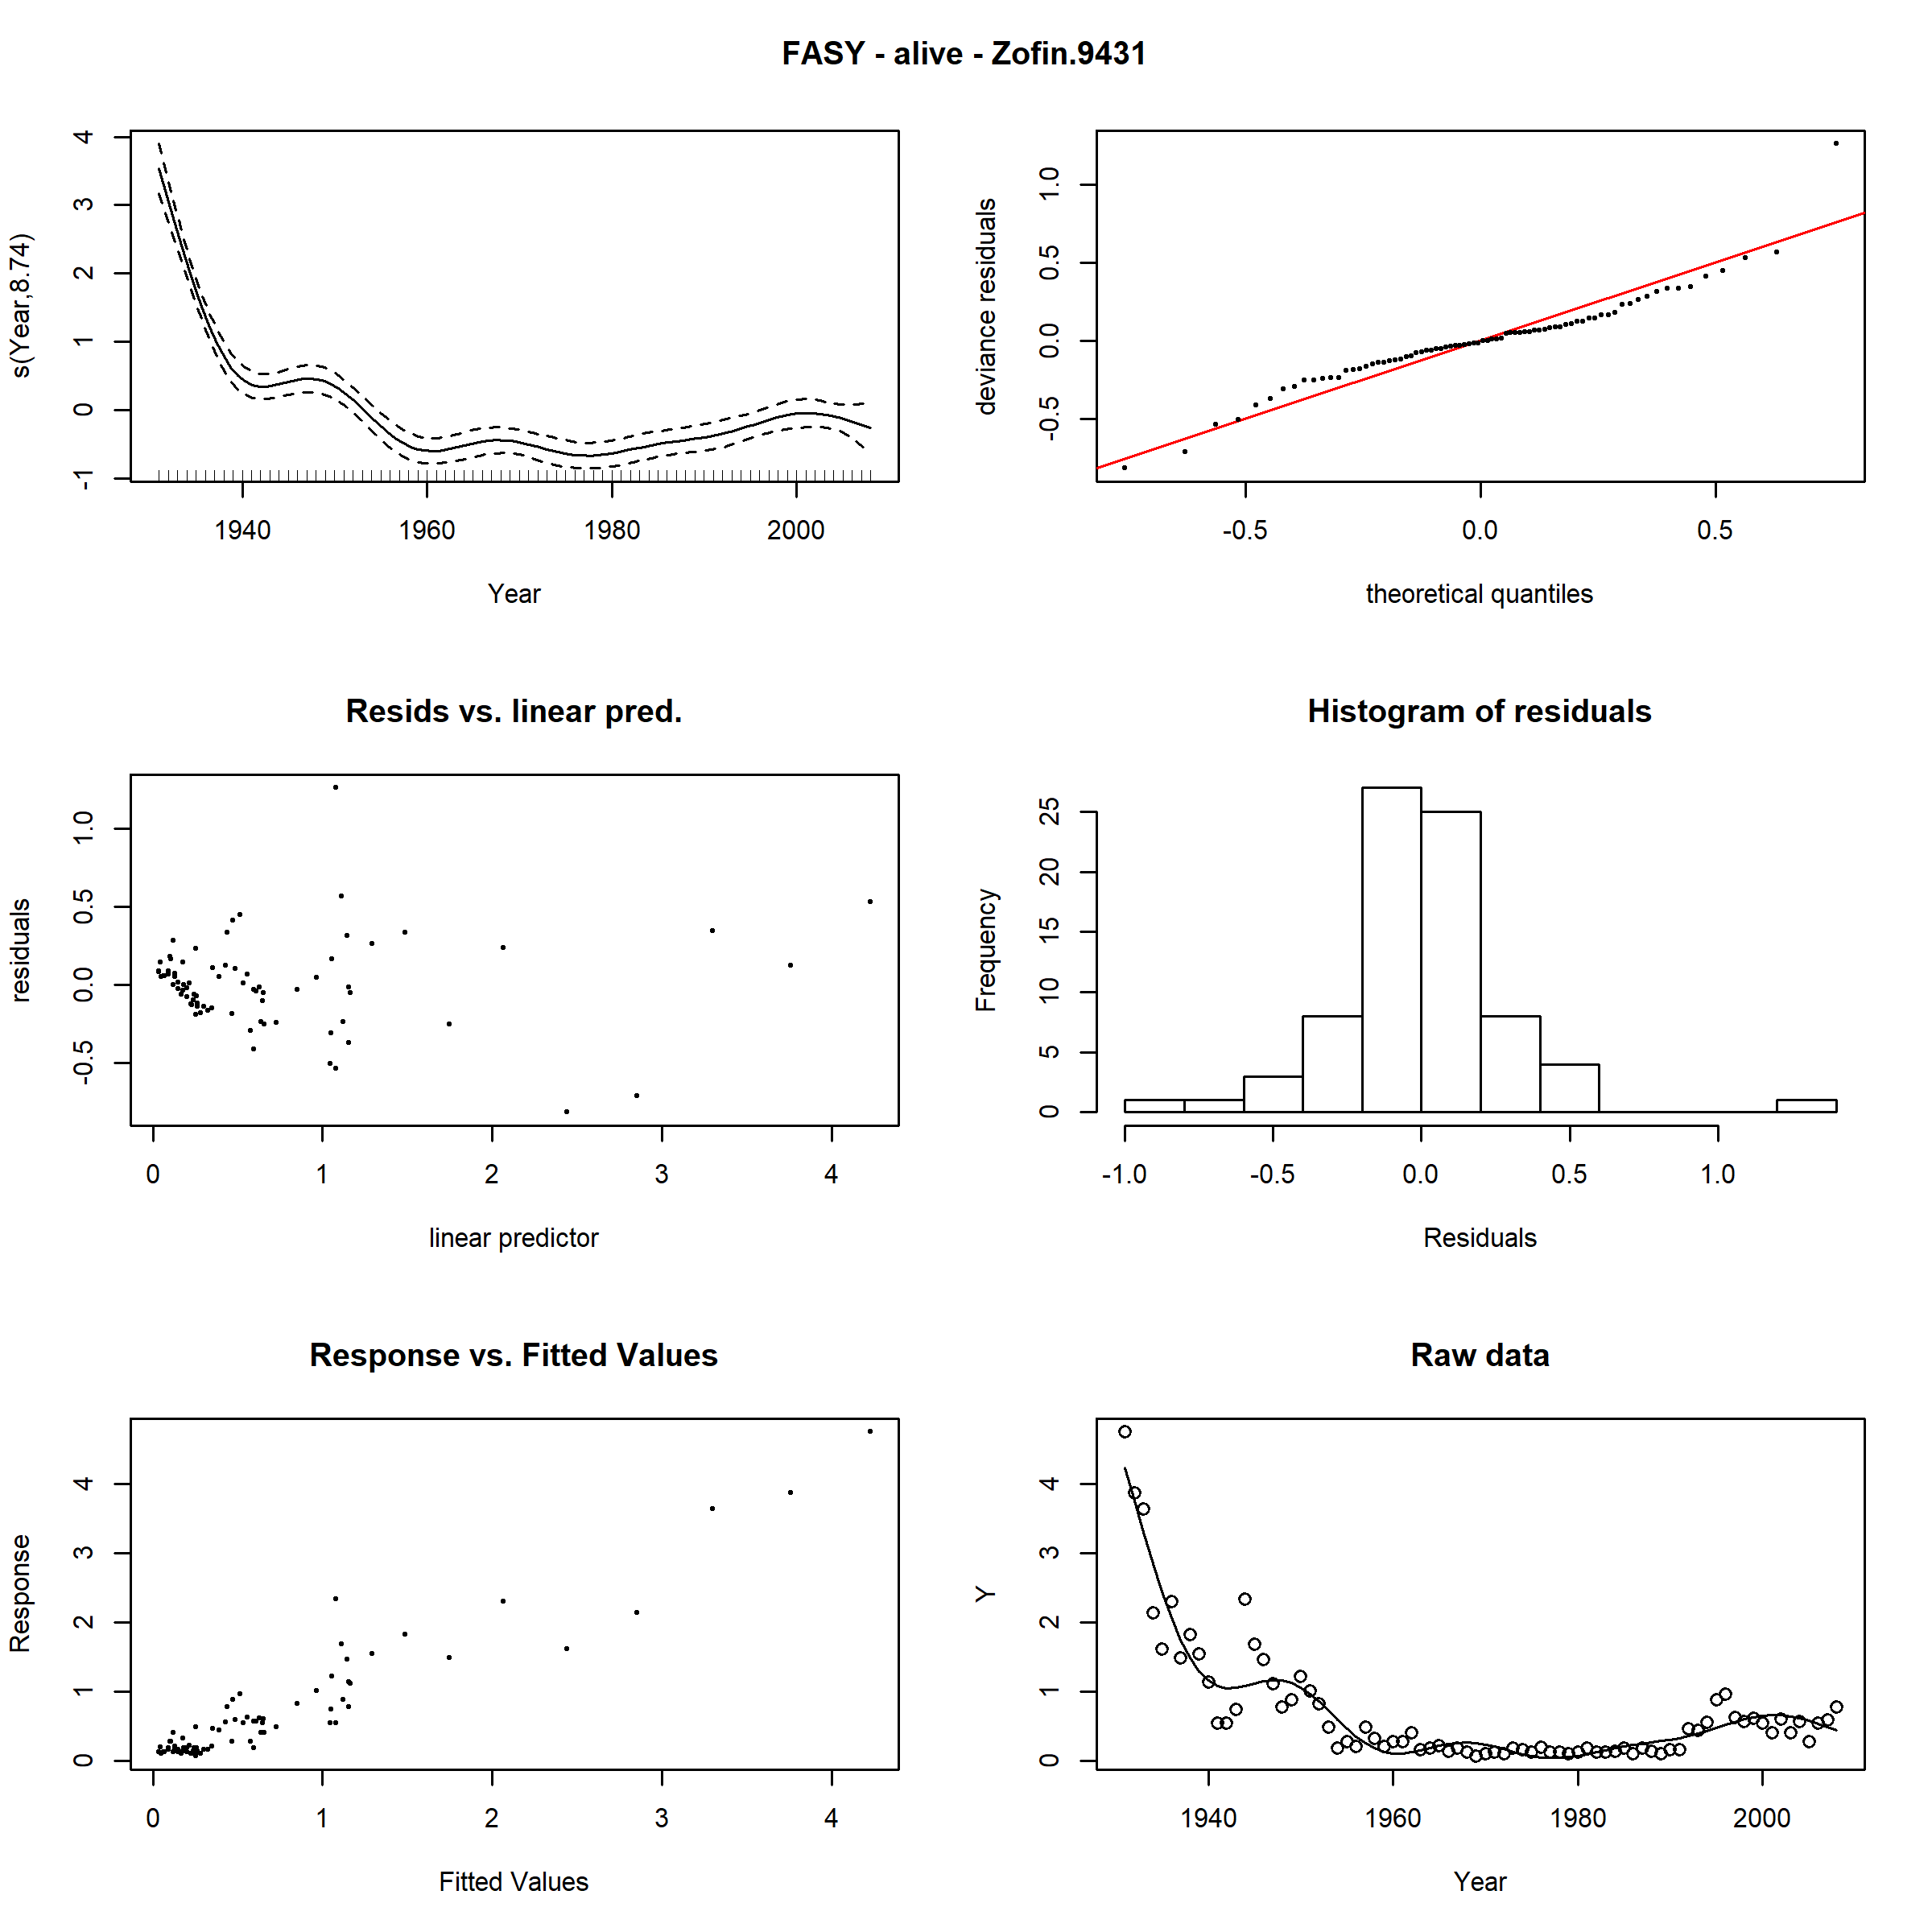 FASY - alive - Zofin.9431
s(Year,8.74)
4
3
2
1
0
-1
1940 1960 1980 2000
Year
deviance residuals
1.0
0.5
0.0
-0.5
-0.5 0.0 0.5
theoretical quantiles
Resids vs. linear pred.
residuals
1.0
0.5
0.0
-0.5
0 1 2 3 4
linear predictor
Histogram of residuals
Frequency
25
20
15
10
5
0
-1.0 -0.5 0.0 0.5 1.0
Residuals
Response vs. Fitted Values
Response
4
3
2
1
0
0 1 2 3 4
Fitted Values
Raw data
Y
4
3
2
1
0
1940 1960 1980 2000
Year